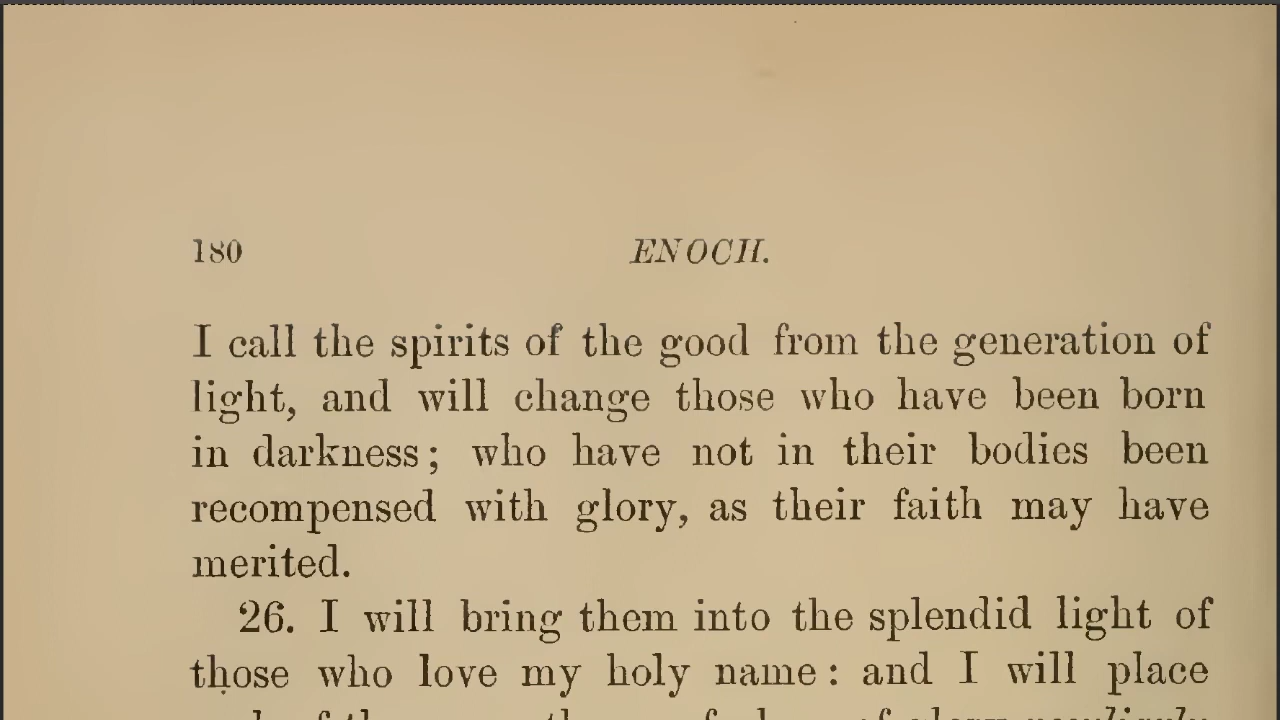 180 ENOCH.
I call the spirits of the good from the generation of
light, and will change those who have been born
in darkness; who have not in their bodies been
recompensed with glory, as their faith may have
merited.
26. I will bring them into the splendid light of
those who love my holy name: and I will place